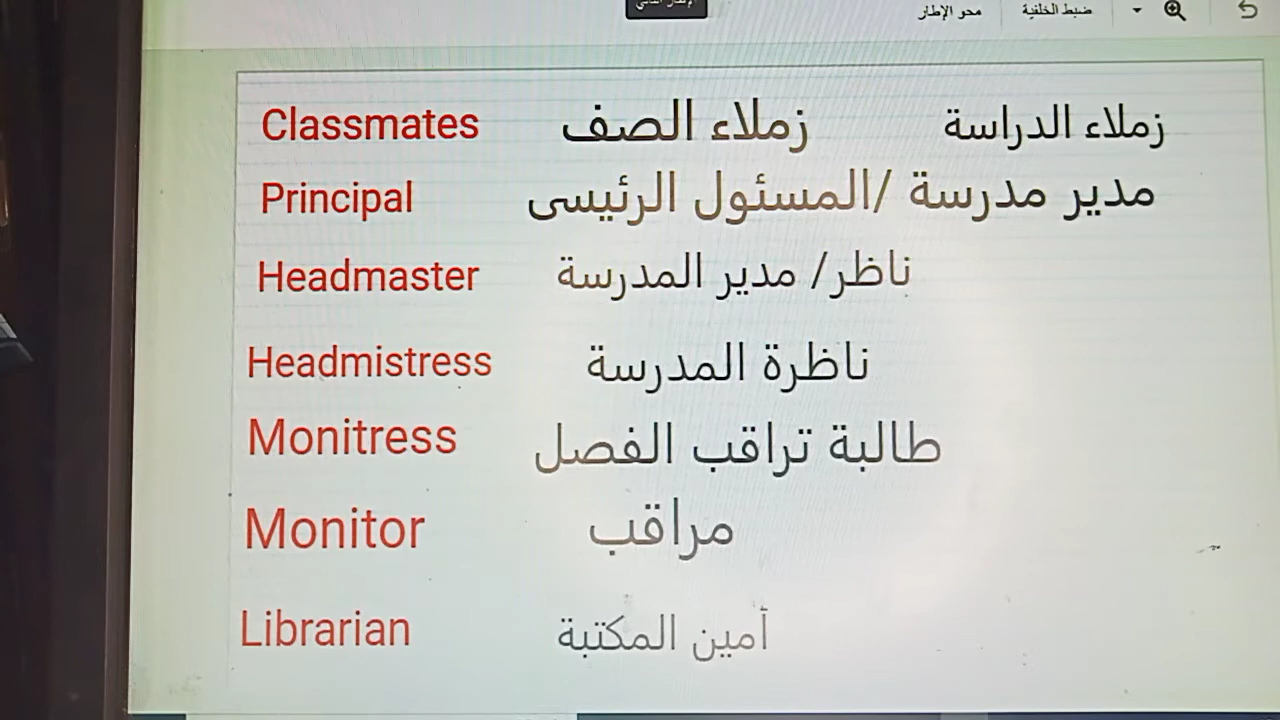 محو الإطار ضبط الخلفية
Classmates زملاء الصف زملاء الدراسة
Principal مدير مدرسة /المسئول الرئيسى
Headmaster ناظر/ مدير المدرسة
Headmistress ناظرة المدرسة
Monitress طالبة تراقب الفصل
Monitor مراقب
Librarian أمين المكتبة